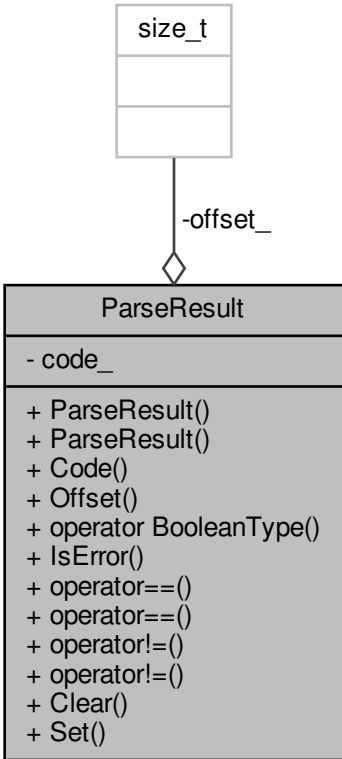 size_t
-offset_
ParseResult
- code_
+ ParseResult()
+ ParseResult()
+ Code()
+ Offset()
+ operator BooleanType()
+ IsError()
+ operator==()
+ operator==()
+ operator!=()
+ operator!=()
+ Clear()
+ Set()